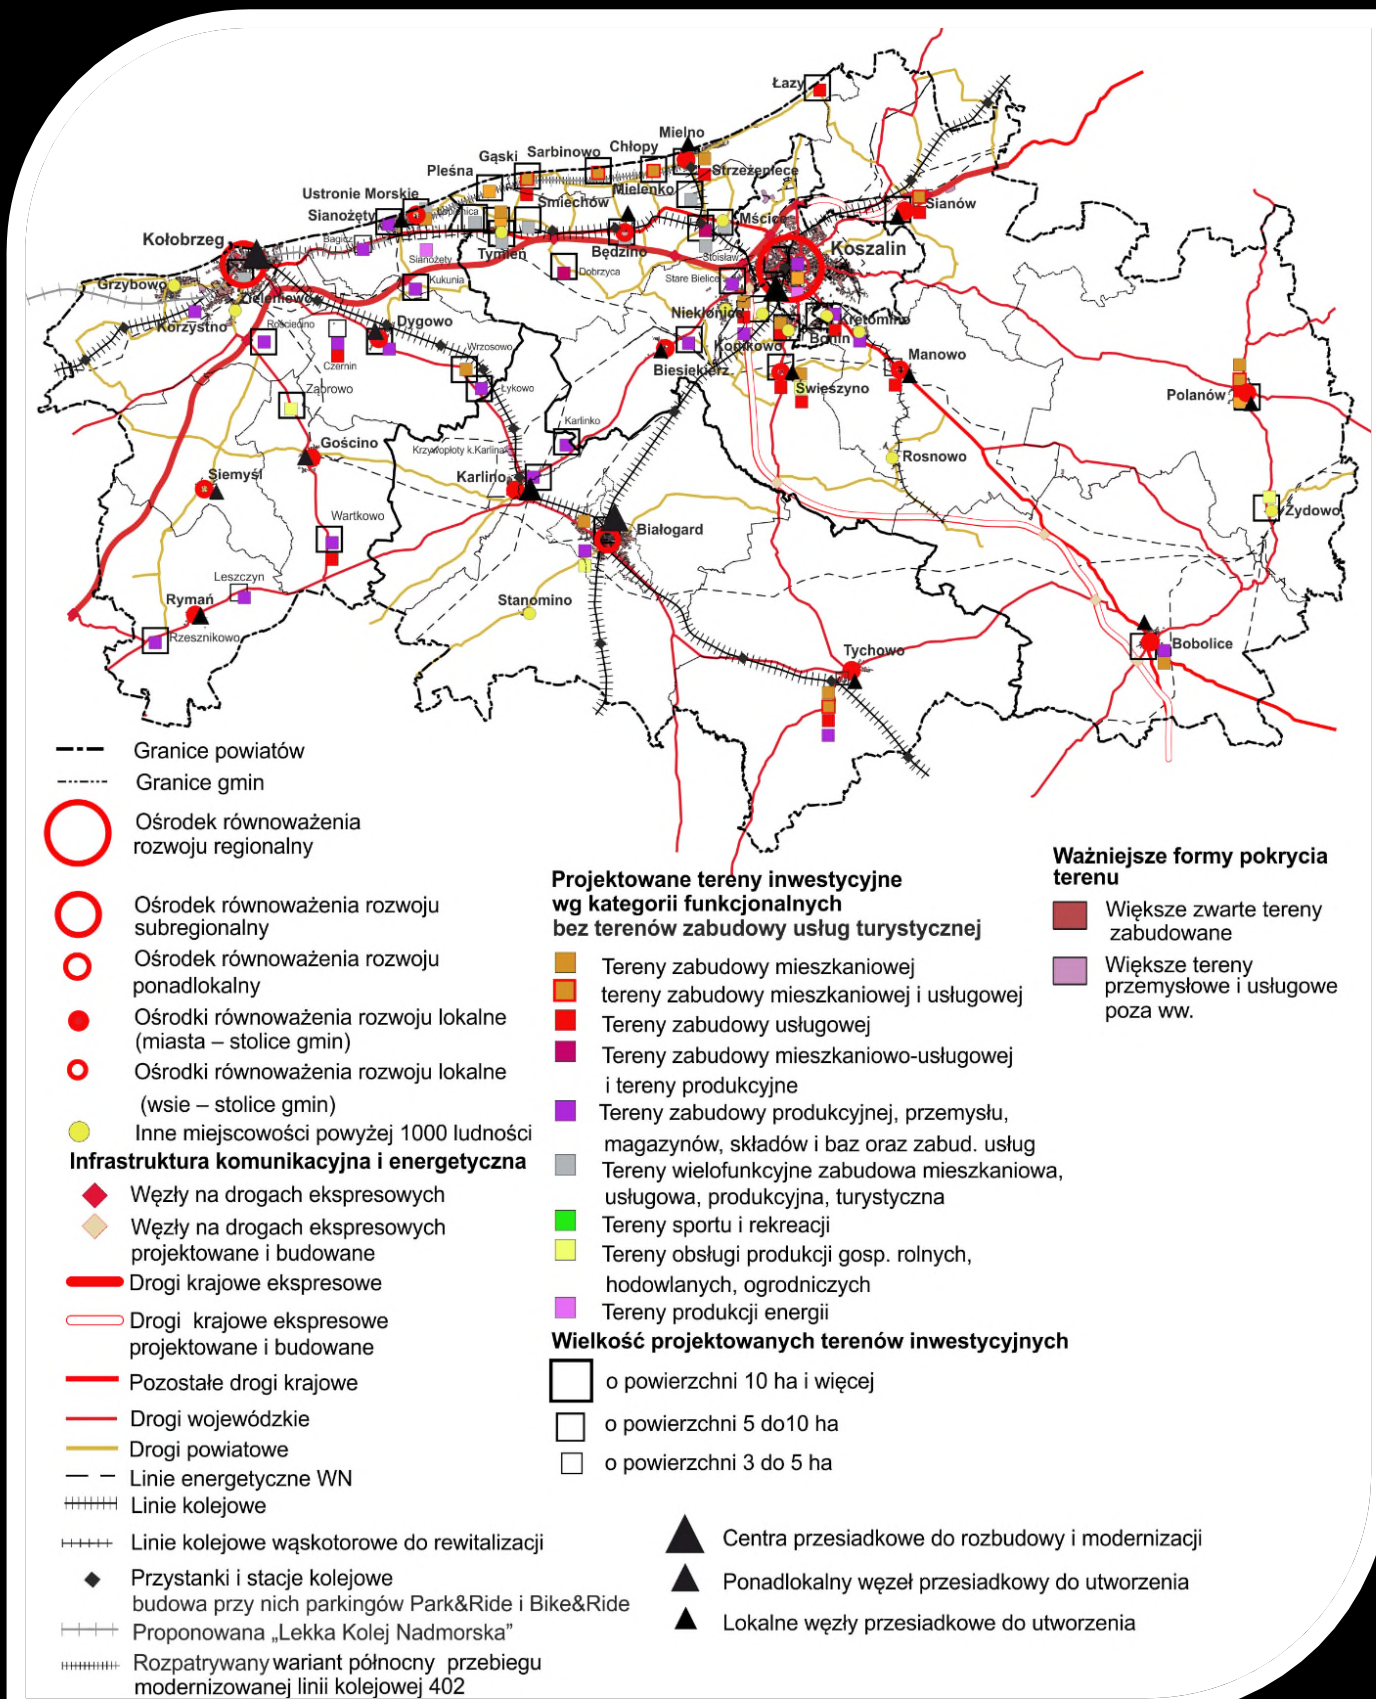 Łazy
Mielno
Chłopy
Sarbinowo
Gąski
Pleśna
Strzeżenice
Mielenko
Ustronie Morskie
Śmiechów
Sianów
Sianożęty
Mścice
Kołobrzeg
Bagicz
Koszalin
Sianożęty
Tymień
Będzino
Stoisław
Dobrzyca
Stare Bielice
Grzybowo
Kukunia
Zieleniewo
Korzystno
Dygowo
Niekłonice
Kretomino
Rościęcino
Bonin
Konikowo
Wrzosowo
Manowo
Czernin
Biesiekierz
Ząbrowo
Łykowo
Świeszyno
Polanów
Karlinko
Gościno
Krzywopłoty k.Karlina
Rosnowo
Siemyśl
Karlino
Żydowo
Wartkowo
Białogard
Leszczyn
Rymań
Stanomino
Rzesznikowo
Tychowo
Bobolice
Granice powiatów
Granice gmin
Ośrodek równoważenia
rozwoju regionalny
Ośrodek równoważenia rozwoju
subregionalny
Ośrodek równoważenia rozwoju
ponadlokalny
Ośrodki równoważenia rozwoju lokalne
(miasta – stolice gmin)
Ośrodki równoważenia rozwoju lokalne
(wsie – stolice gmin)
Inne miejscowości powyżej 1000 ludności
Infrastruktura komunikacyjna i energetyczna
Węzły na drogach ekspresowych
Węzły na drogach ekspresowych
projektowane i budowane
Drogi krajowe ekspresowe
Drogi krajowe ekspresowe
projektowane i budowane
Pozostałe drogi krajowe
Drogi wojewódzkie
Drogi powiatowe
Linie energetyczne WN
Linie kolejowe
Linie kolejowe wąskotorowe do rewitalizacji
Przystanki i stacje kolejowe
budowa przy nich parkingów Park&Ride i Bike&Ride
Proponowana „Lekka Kolej Nadmorska”
Rozpatrywany wariant północny przebiegu
modernizowanej linii kolejowej 402
Projektowane tereny inwestycyjne
wg kategorii funkcjonalnych
bez terenów zabudowy usług turystycznej
Tereny zabudowy mieszkaniowej
tereny zabudowy mieszkaniowej i usługowej
Tereny zabudowy usługowej
Tereny zabudowy mieszkaniowo-usługowej
i tereny produkcyjne
Tereny zabudowy produkcyjnej, przemysłu,
magazynów, składów i baz oraz zabud. usług
Tereny wielofunkcyjne zabudowa mieszkaniowa,
usługowa, produkcyjna, turystyczna
Tereny sportu i rekreacji
Tereny obsługi produkcji gosp. rolnych,
hodowlanych, ogrodniczych
Tereny produkcji energii
Wielkość projektowanych terenów inwestycyjnych
o powierzchni 10 ha i więcej
o powierzchni 5 do10 ha
o powierzchni 3 do 5 ha
Centra przesiadkowe do rozbudowy i modernizacji
Ponadlokalny węzeł przesiadkowy do utworzenia
Lokalne węzły przesiadkowe do utworzenia
Ważniejsze formy pokrycia
terenu
Większe zwarte tereny
zabudowane
Większe tereny
przemysłowe i usługowe
poza ww.